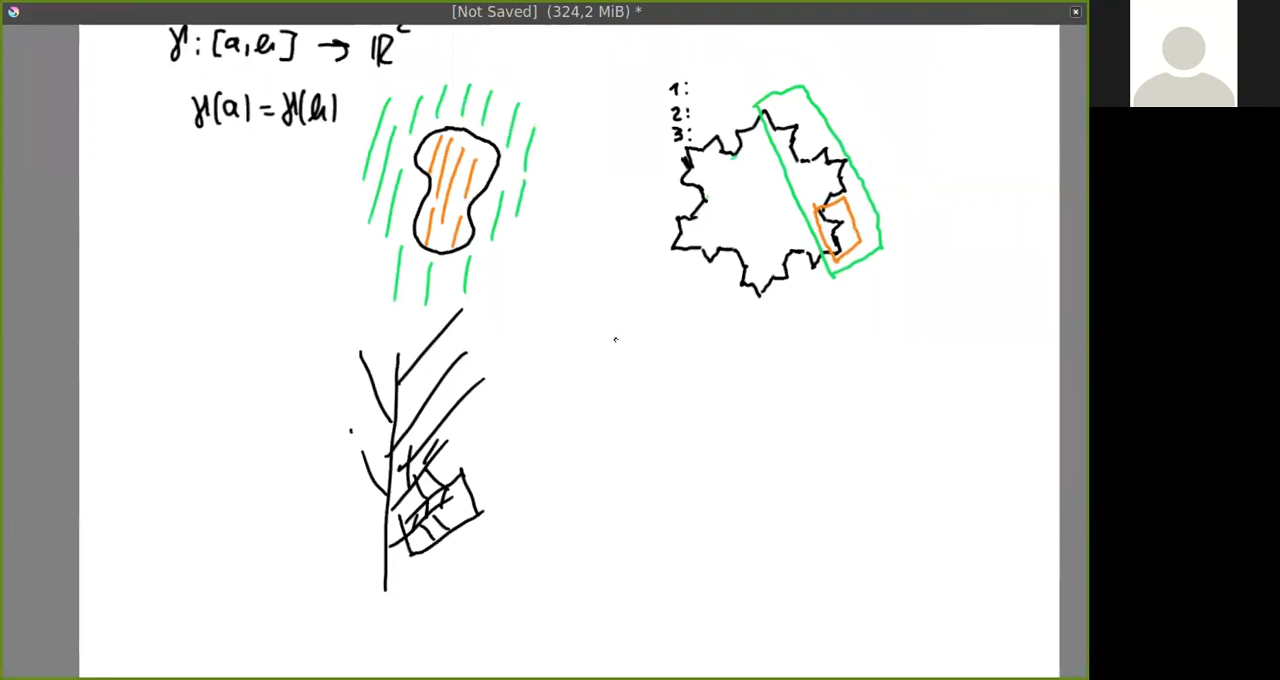 [Not Saved] (324,2 MiB) *
γ : [a, b] → ℝ²
γ(a) = γ(b)
1:
2:
3: